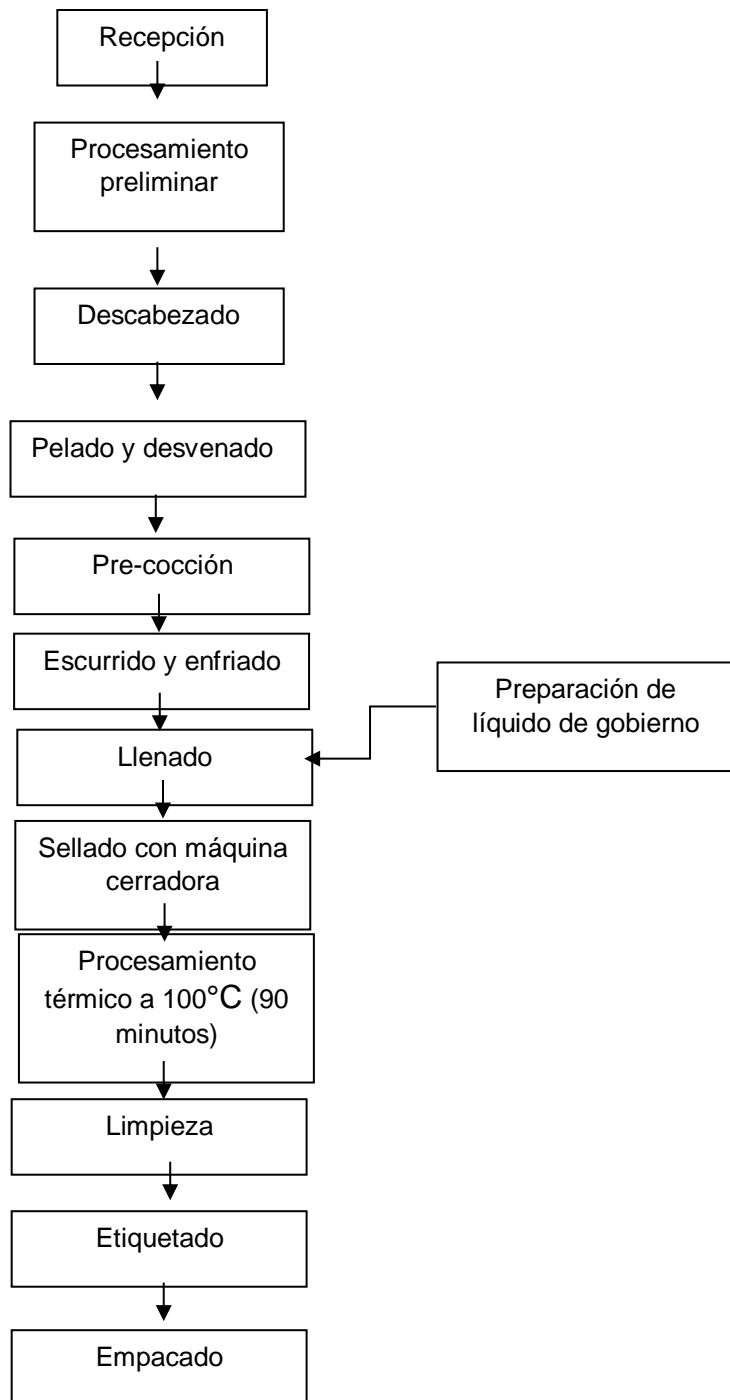 Recepción
Procesamiento
preliminar
Descabezado
Pelado y desvenado
Pre-cocción
Escurrido y enfriado
Preparación de
líquido de gobierno
Llenado
Sellado con máquina
cerradora
Procesamiento
térmico a 100°C (90
minutos)
Limpieza
Etiquetado
Empacado